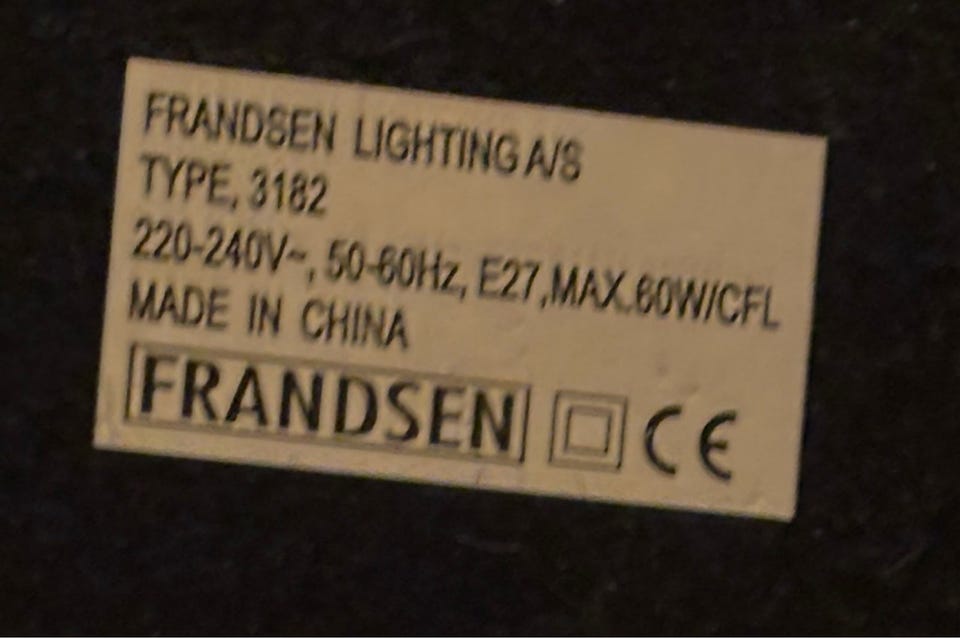 FRANDSEN LIGHTING A/S
TYPE, 3182
220-240V~, 50-60Hz, E27,MAX.60W/CFL
MADE IN CHINA
FRANDSEN CE